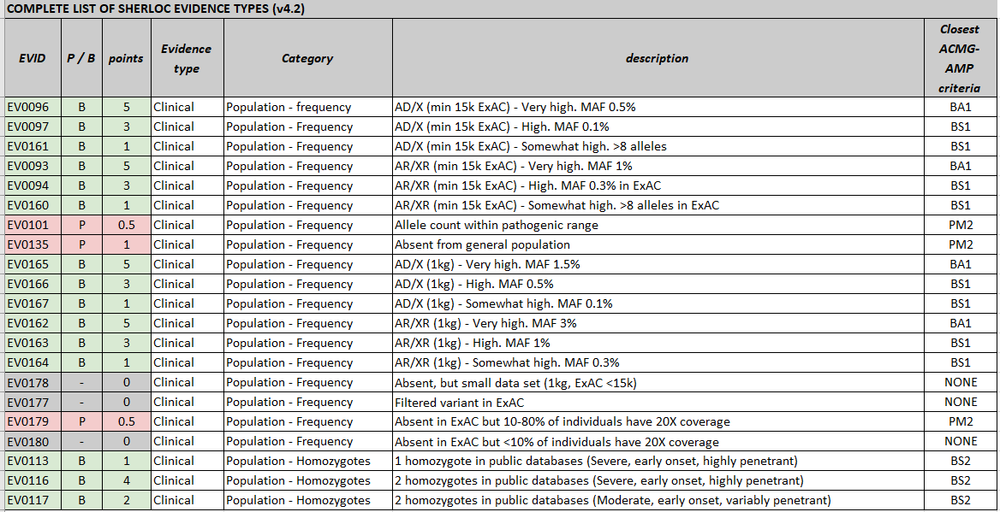 COMPLETE LIST OF SHERLOC EVIDENCE TYPES (v4.2)
EVID P / B points Evidence type Category description Closest ACMG-AMP criteria
EV0096 B 5 Clinical Population - frequency AD/X (min 15k ExAC) - Very high. MAF 0.5% BA1
EV0097 B 3 Clinical Population - Frequency AD/X (min 15k ExAC) - High. MAF 0.1% BS1
EV0161 B 1 Clinical Population - Frequency AD/X (min 15k ExAC) - Somewhat high. >8 alleles BS1
EV0093 B 5 Clinical Population - Frequency AR/XR (min 15k ExAC) - Very high. MAF 1% BA1
EV0094 B 3 Clinical Population - Frequency AR/XR (min 15k ExAC) - High. MAF 0.3% in ExAC BS1
EV0160 B 1 Clinical Population - Frequency AR/XR (min 15k ExAC) - Somewhat high. >8 alleles in ExAC BS1
EV0101 P 0.5 Clinical Population - Frequency Allele count within pathogenic range PM2
EV0135 P 1 Clinical Population - Frequency Absent from general population PM2
EV0165 B 5 Clinical Population - Frequency AD/X (1kg) - Very high. MAF 1.5% BA1
EV0166 B 3 Clinical Population - Frequency AD/X (1kg) - High. MAF 0.5% BS1
EV0167 B 1 Clinical Population - Frequency AD/X (1kg) - Somewhat high. MAF 0.1% BS1
EV0162 B 5 Clinical Population - Frequency AR/XR (1kg) - Very high. MAF 3% BA1
EV0163 B 3 Clinical Population - Frequency AR/XR (1kg) - High. MAF 1% BS1
EV0164 B 1 Clinical Population - Frequency AR/XR (1kg) - Somewhat high. MAF 0.3% BS1
EV0178 - 0 Clinical Population - Frequency Absent, but small data set (1kg, ExAC <15k) NONE
EV0177 - 0 Clinical Population - Frequency Filtered variant in ExAC NONE
EV0179 P 0.5 Clinical Population - Frequency Absent in ExAC but 10-80% of individuals have 20X coverage PM2
EV0180 - 0 Clinical Population - Frequency Absent in ExAC but <10% of individuals have 20X coverage NONE
EV0113 B 1 Clinical Population - Homozygotes 1 homozygote in public databases (Severe, early onset, highly penetrant) BS2
EV0116 B 4 Clinical Population - Homozygotes 2 homozygotes in public databases (Severe, early onset, highly penetrant) BS2
EV0117 B 2 Clinical Population - Homozygotes 2 homozygotes in public databases (Moderate, early onset, variably penetrant) BS2